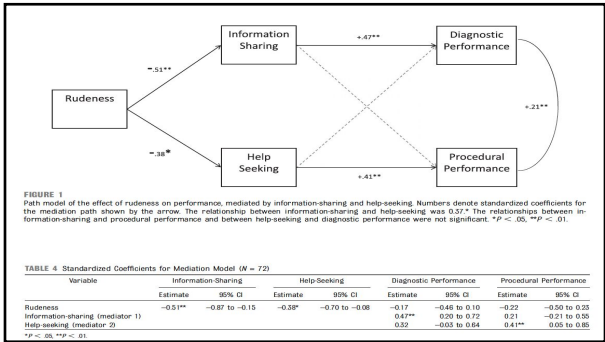 Information
Sharing
+.47**
Diagnostic
Performance
-.51**
Rudeness
+.21**
-.38*
Help
Seeking
+.41**
Procedural
Performance
FIGURE 1
Path model of the effect of rudeness on performance, mediated by information-sharing and help-seeking. Numbers denote standardized coefficients for
the mediation path shown by the arrow. The relationship between information-sharing and help-seeking was 0.37.* The relationships between in-
formation-sharing and procedural performance and between help-seeking and diagnostic performance were not significant. *P < .05, **P < .01.
TABLE 4 Standardized Coefficients for Mediation Model (N = 72)
Variable Information-Sharing Help-Seeking Diagnostic Performance Procedural Performance
Estimate 95% CI Estimate 95% CI Estimate 95% CI Estimate 95% CI
Rudeness −0.51** −0.87 to −0.15 −0.38* −0.70 to −0.08 −0.17 −0.46 to 0.10 −0.22 −0.50 to 0.23
Information-sharing (mediator 1) 0.47** 0.20 to 0.72 0.21 −0.21 to 0.55
Help-seeking (mediator 2) 0.32 −0.03 to 0.64 0.41** 0.05 to 0.85
*P < .05, **P < .01.